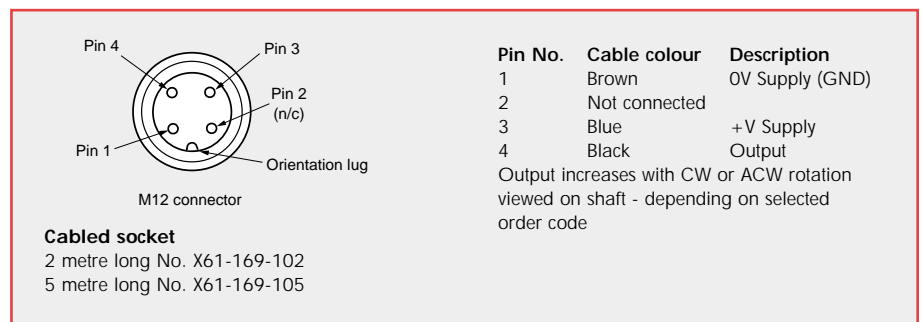 Pin 4
Pin 3
Pin 2
(n/c)
Pin 1
Orientation lug
M12 connector
Cabled socket
2 metre long No. X61-169-102
5 metre long No. X61-169-105
Pin No. Cable colour Description
1 Brown 0V Supply (GND)
2 Not connected
3 Blue +V Supply
4 Black Output
Output increases with CW or ACW rotation
viewed on shaft - depending on selected
order code